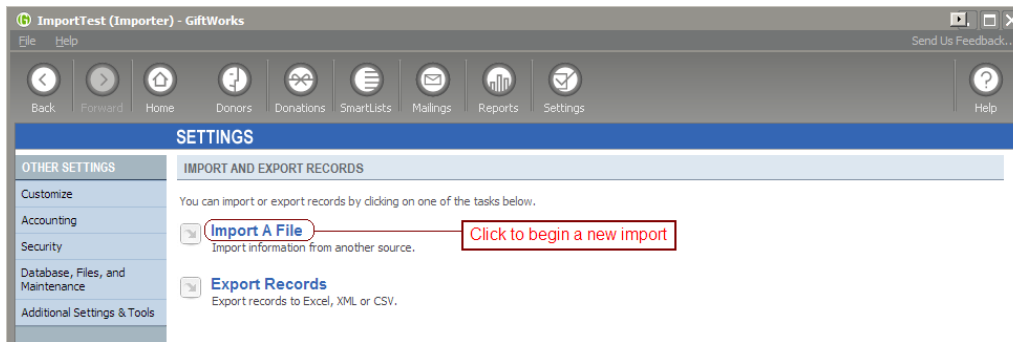 ImportTest (Importer) - GiftWorks
File Help Send Us Feedback...
Back Forward Home Donors Donations SmartLists Mailings Reports Settings Help
SETTINGS
OTHER SETTINGS
Customize
Accounting
Security
Database, Files, and
Maintenance
Additional Settings & Tools
IMPORT AND EXPORT RECORDS
You can import or export records by clicking on one of the tasks below.
Import A File
Click to begin a new import
Import information from another source.
Export Records
Export records to Excel, XML or CSV.